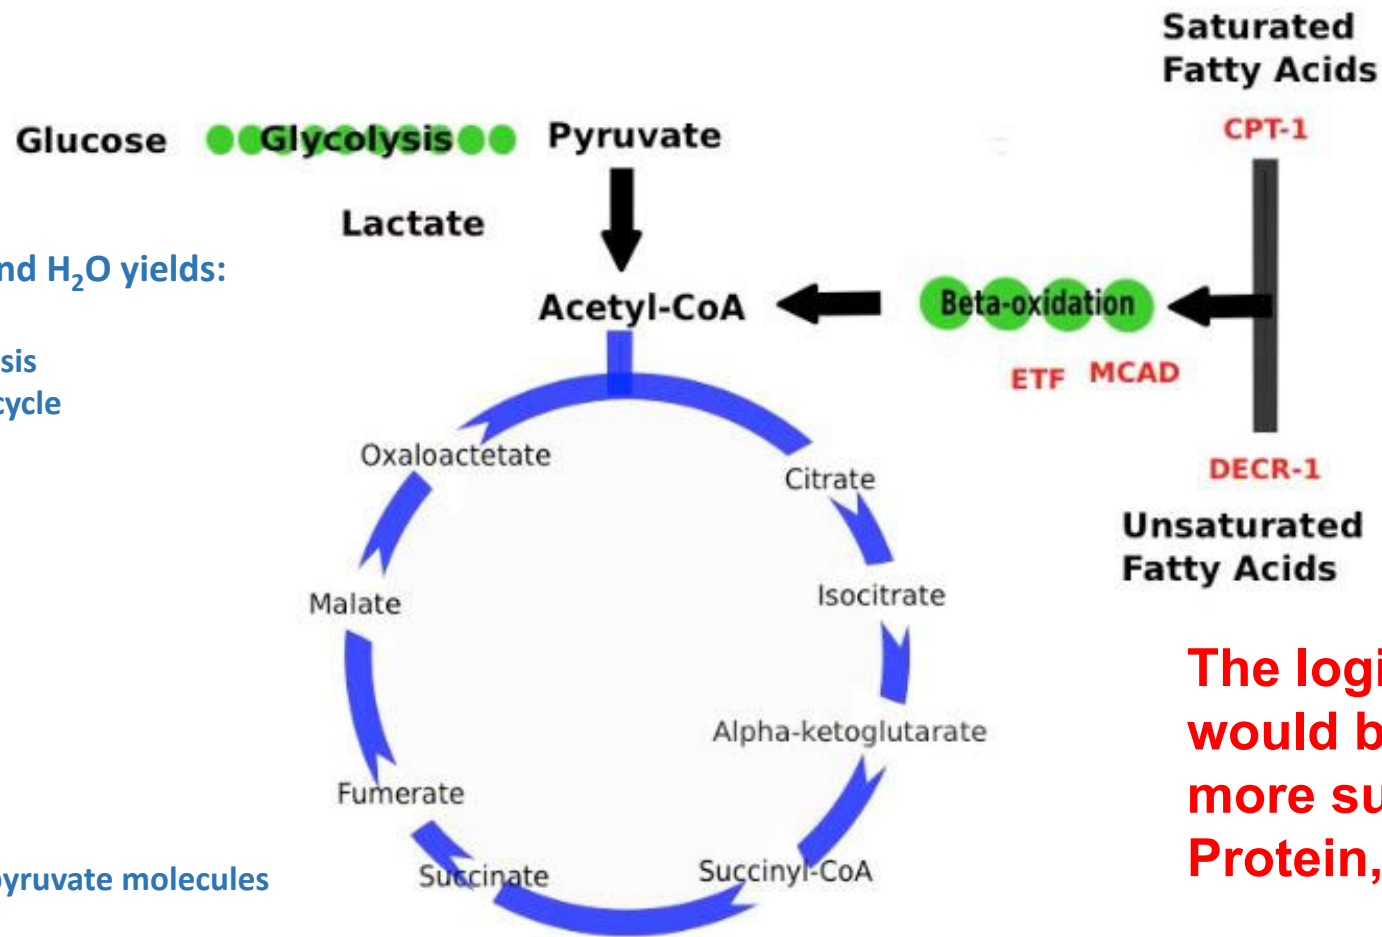 Saturated
Fatty Acids
CPT-1
Glucose
Glycolysis
Pyruvate
Lactate
nd H₂O yields:
Acetyl-CoA
Beta-oxidation
ETF
MCAD
sis
cycle
Oxaloactetate
Citrate
DECR-1
Unsaturated
Fatty Acids
Malate
Isocitrate
Alpha-ketoglutarate
Fumerate
Succinate
Succinyl-CoA
pyruvate molecules
The logi
would b
more su
Protein,